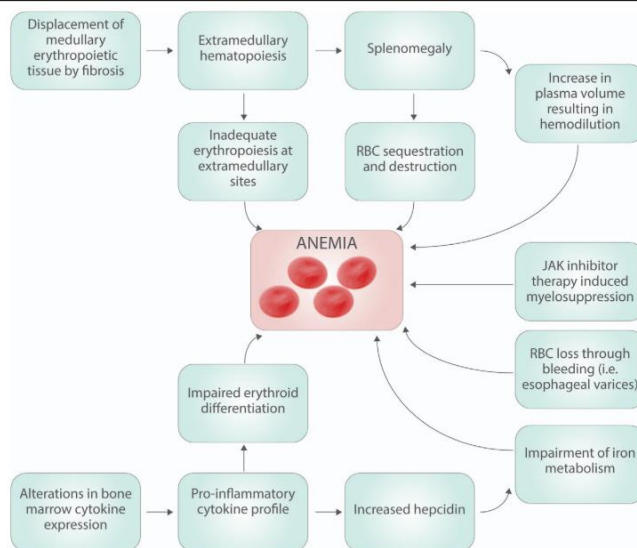 Displacement of
medullary
erythropoietic
tissue by fibrosis
Extramedullary
hematopoiesis
Splenomegaly
Increase in
plasma volume
resulting in
hemodilution
Inadequate
erythropoiesis at
extramedullary
sites
RBC sequestration
and destruction
ANEMIA
JAK inhibitor
therapy induced
myelosuppression
RBC loss through
bleeding (i.e.
esophageal varices)
Impaired erythroid
differentiation
Impairment of iron
metabolism
Alterations in bone
marrow cytokine
expression
Pro-inflammatory
cytokine profile
Increased hepcidin